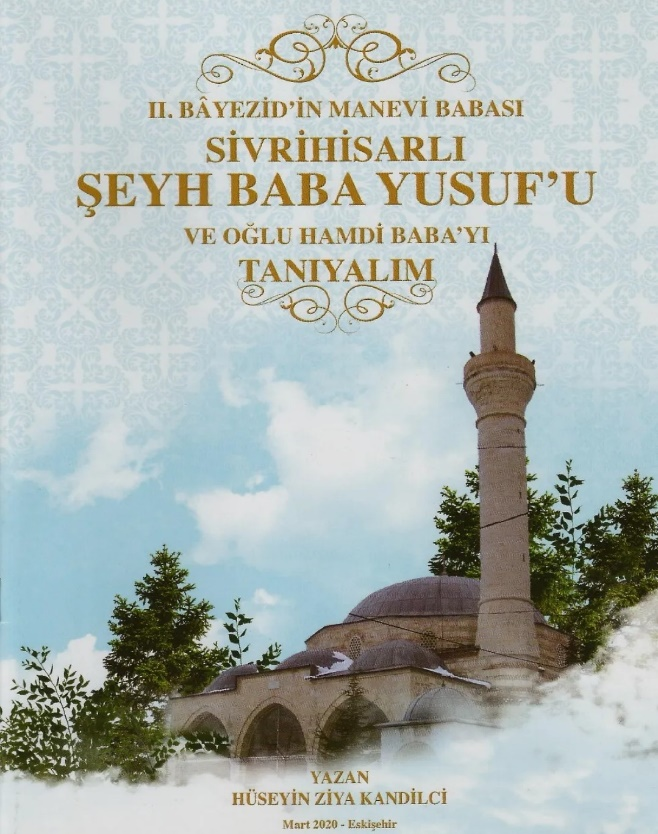 II. BÂYEZİD'İN MANEVİ BABASI
SİVRİHİSARLI
ŞEYH BABA YUSUF'U
VE OĞLU HAMDİ BABA'YI
TANIYALIM
YAZAN
HÜSEYİN ZİYA KANDİLCİ
Mart 2020 - Eskişehir